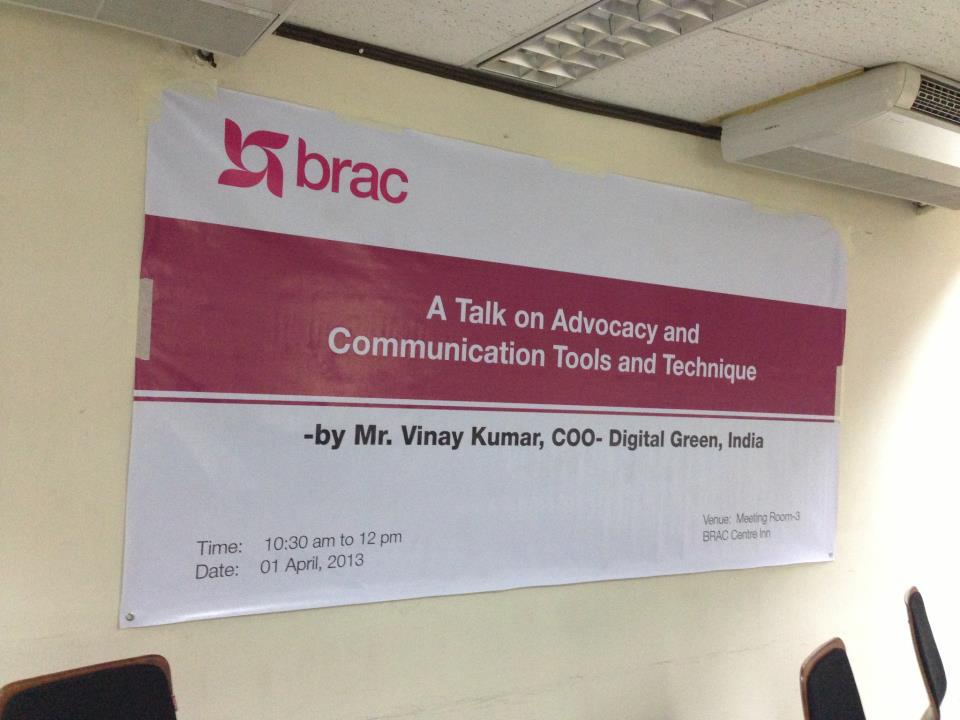 brac
A Talk on Advocacy and
Communication Tools and Technique
-by Mr. Vinay Kumar, COO- Digital Green, India
Time: 10:30 am to 12 pm
Date: 01 April, 2013
Venue: Meeting Room-3
BRAC Centre Inn